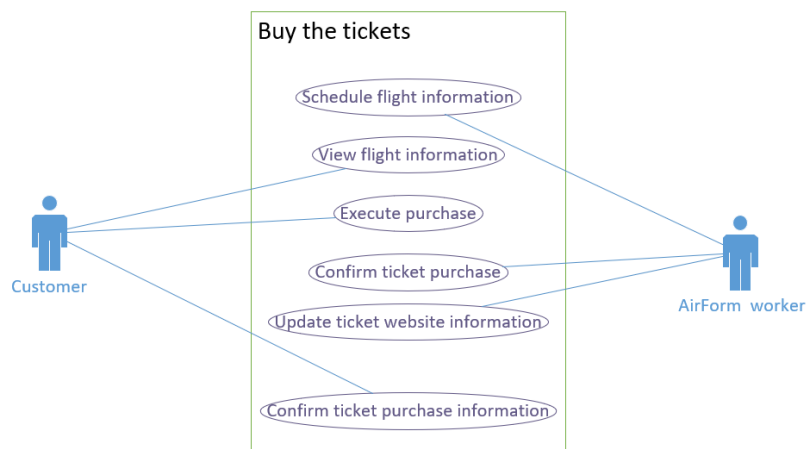 Buy the tickets
Schedule flight information
View flight information
Execute purchase
Confirm ticket purchase
Customer
AirForm worker
Update ticket website information
Confirm ticket purchase information